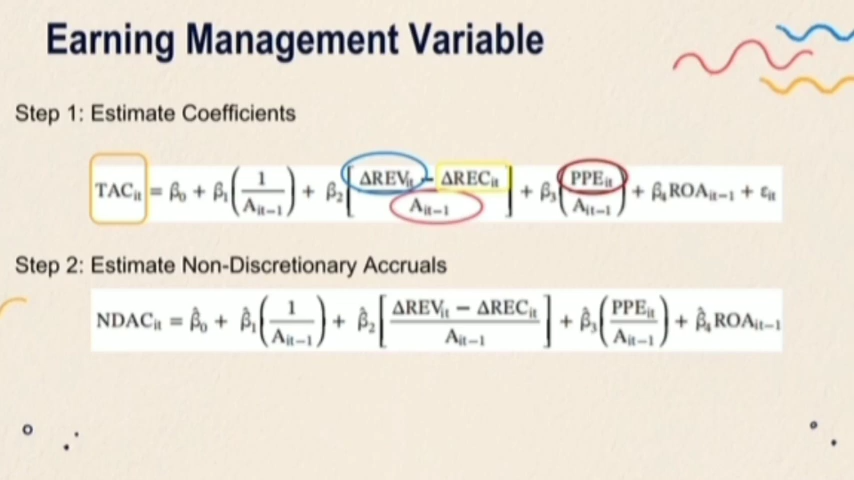 Earning Management Variable
Step 1: Estimate Coefficients
TACᵢₜ = β₀ + β₁(1/Aᵢₜ₋₁) + β₂[(ΔREVᵢₜ − ΔRECᵢₜ)/Aᵢₜ₋₁] + β₃(PPEᵢₜ/Aᵢₜ₋₁) + β₄ROAᵢₜ₋₁ + εᵢₜ
Step 2: Estimate Non-Discretionary Accruals
NDACᵢₜ = β̂₀ + β̂₁(1/Aᵢₜ₋₁) + β̂₂[(ΔREVᵢₜ − ΔRECᵢₜ)/Aᵢₜ₋₁] + β̂₃(PPEᵢₜ/Aᵢₜ₋₁) + β̂₄ROAᵢₜ₋₁